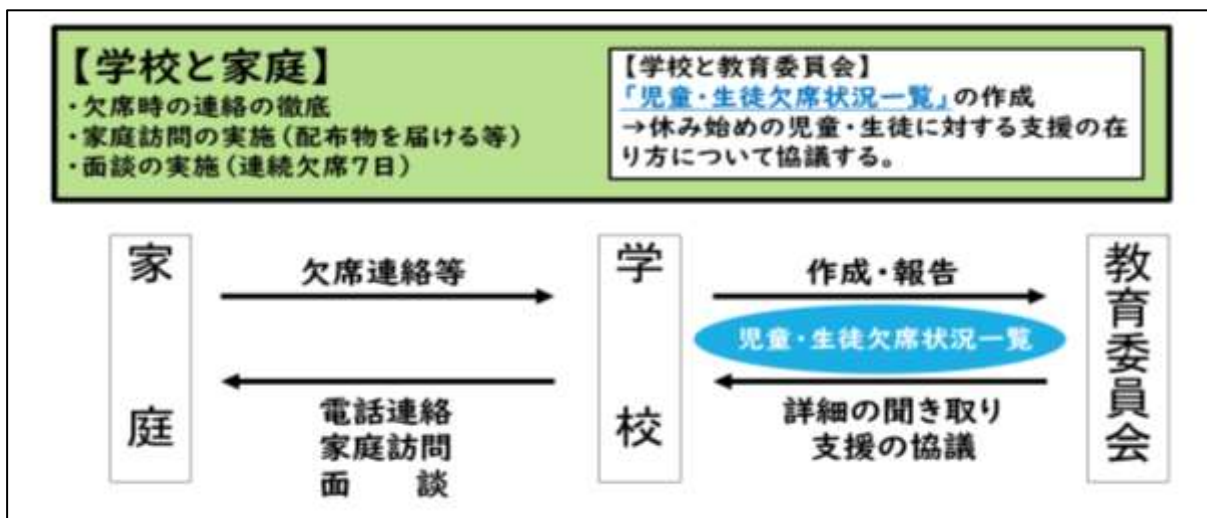 【学校と家庭】
・欠席時の連絡の徹底
・家庭訪問の実施(配布物を届ける等)
・面談の実施(連続欠席7日)
【学校と教育委員会】
「児童・生徒欠席状況一覧」の作成
→休み始めの児童・生徒に対する支援の在
り方について協議する。
家庭
欠席連絡等
電話連絡
家庭訪問
面　談
学校
作成・報告
児童・生徒欠席状況一覧
詳細の聞き取り
支援の協議
教育委員会